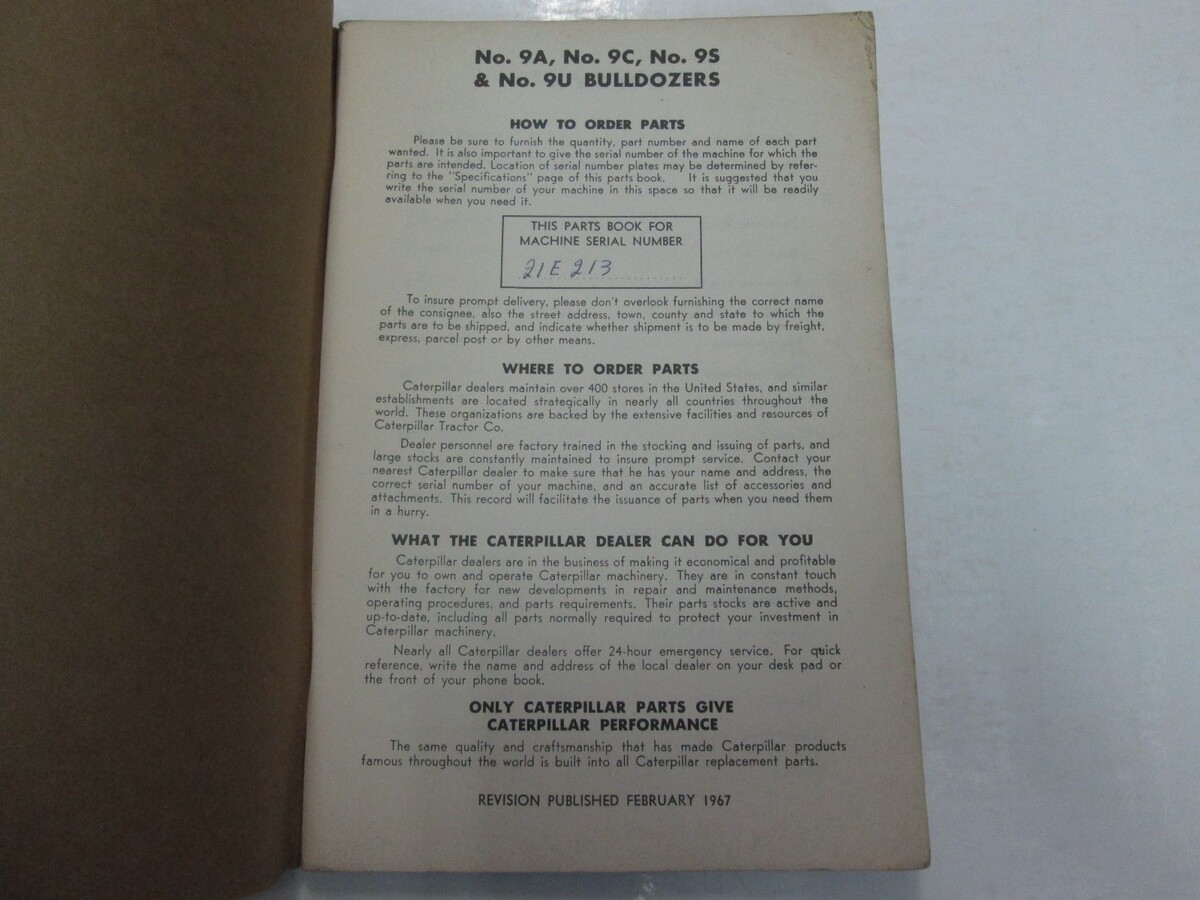 No. 9A, No. 9C, No. 9S
& No. 9U BULLDOZERS
HOW TO ORDER PARTS
Please be sure to furnish the quantity, part number and name of each part
wanted. It is also important to give the serial number of the machine for which the
parts are intended. Location of serial number plates may be determined by refer-
ring to the "Specifications" page of this parts book. It is suggested that you
write the serial number of your machine in this space so that it will be readily
available when you need it.
THIS PARTS BOOK FOR
MACHINE SERIAL NUMBER
21E 213
To insure prompt delivery, please don't overlook furnishing the correct name
of the consignee, also the street address, town, county and state to which the
parts are to be shipped, and indicate whether shipment is to be made by freight,
express, parcel post or by other means.
WHERE TO ORDER PARTS
Caterpillar dealers maintain over 400 stores in the United States, and similar
establishments are located strategically in nearly all countries throughout the
world. These organizations are backed by the extensive facilities and resources of
Caterpillar Tractor Co.
Dealer personnel are factory trained in the stocking and issuing of parts, and
large stocks are constantly maintained to insure prompt service. Contact your
nearest Caterpillar dealer to make sure that he has your name and address, the
correct serial number of your machine, and an accurate list of accessories and
attachments. This record will facilitate the issuance of parts when you need them
in a hurry.
WHAT THE CATERPILLAR DEALER CAN DO FOR YOU
Caterpillar dealers are in the business of making it economical and profitable
for you to own and operate Caterpillar machinery. They are in constant touch
with the factory for new developments in repair and maintenance methods,
operating procedures, and parts requirements. Their parts stocks are active and
up-to-date, including all parts normally required to protect your investment in
Caterpillar machinery.
Nearly all Caterpillar dealers offer 24-hour emergency service. For quick
reference, write the name and address of the local dealer on your desk pad or
the front of your phone book.
ONLY CATERPILLAR PARTS GIVE
CATERPILLAR PERFORMANCE
The same quality and craftsmanship that has made Caterpillar products
famous throughout the world is built into all Caterpillar replacement parts.
REVISION PUBLISHED FEBRUARY 1967